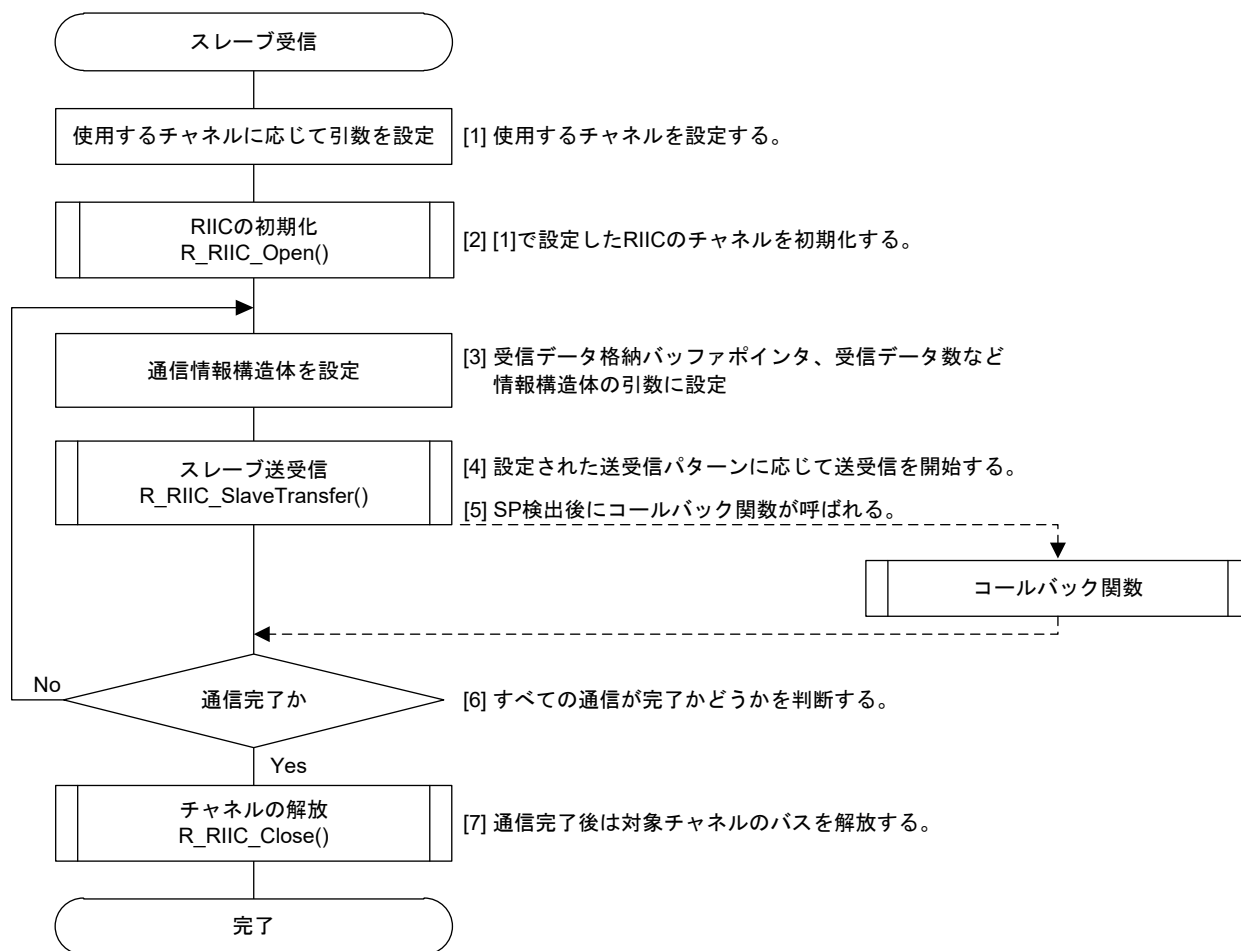 スレーブ受信
使用するチャネルに応じて引数を設定
[1] 使用するチャネルを設定する。
RIICの初期化
R_RIIC_Open()
[2] [1]で設定したRIICのチャネルを初期化する。
通信情報構造体を設定
[3] 受信データ格納バッファポインタ、受信データ数など
情報構造体の引数に設定
スレーブ送受信
R_RIIC_SlaveTransfer()
[4] 設定された送受信パターンに応じて送受信を開始する。
[5] SP検出後にコールバック関数が呼ばれる。
コールバック関数
No
通信完了か
[6] すべての通信が完了かどうかを判断する。
Yes
チャネルの解放
R_RIIC_Close()
[7] 通信完了後は対象チャネルのバスを解放する。
完了